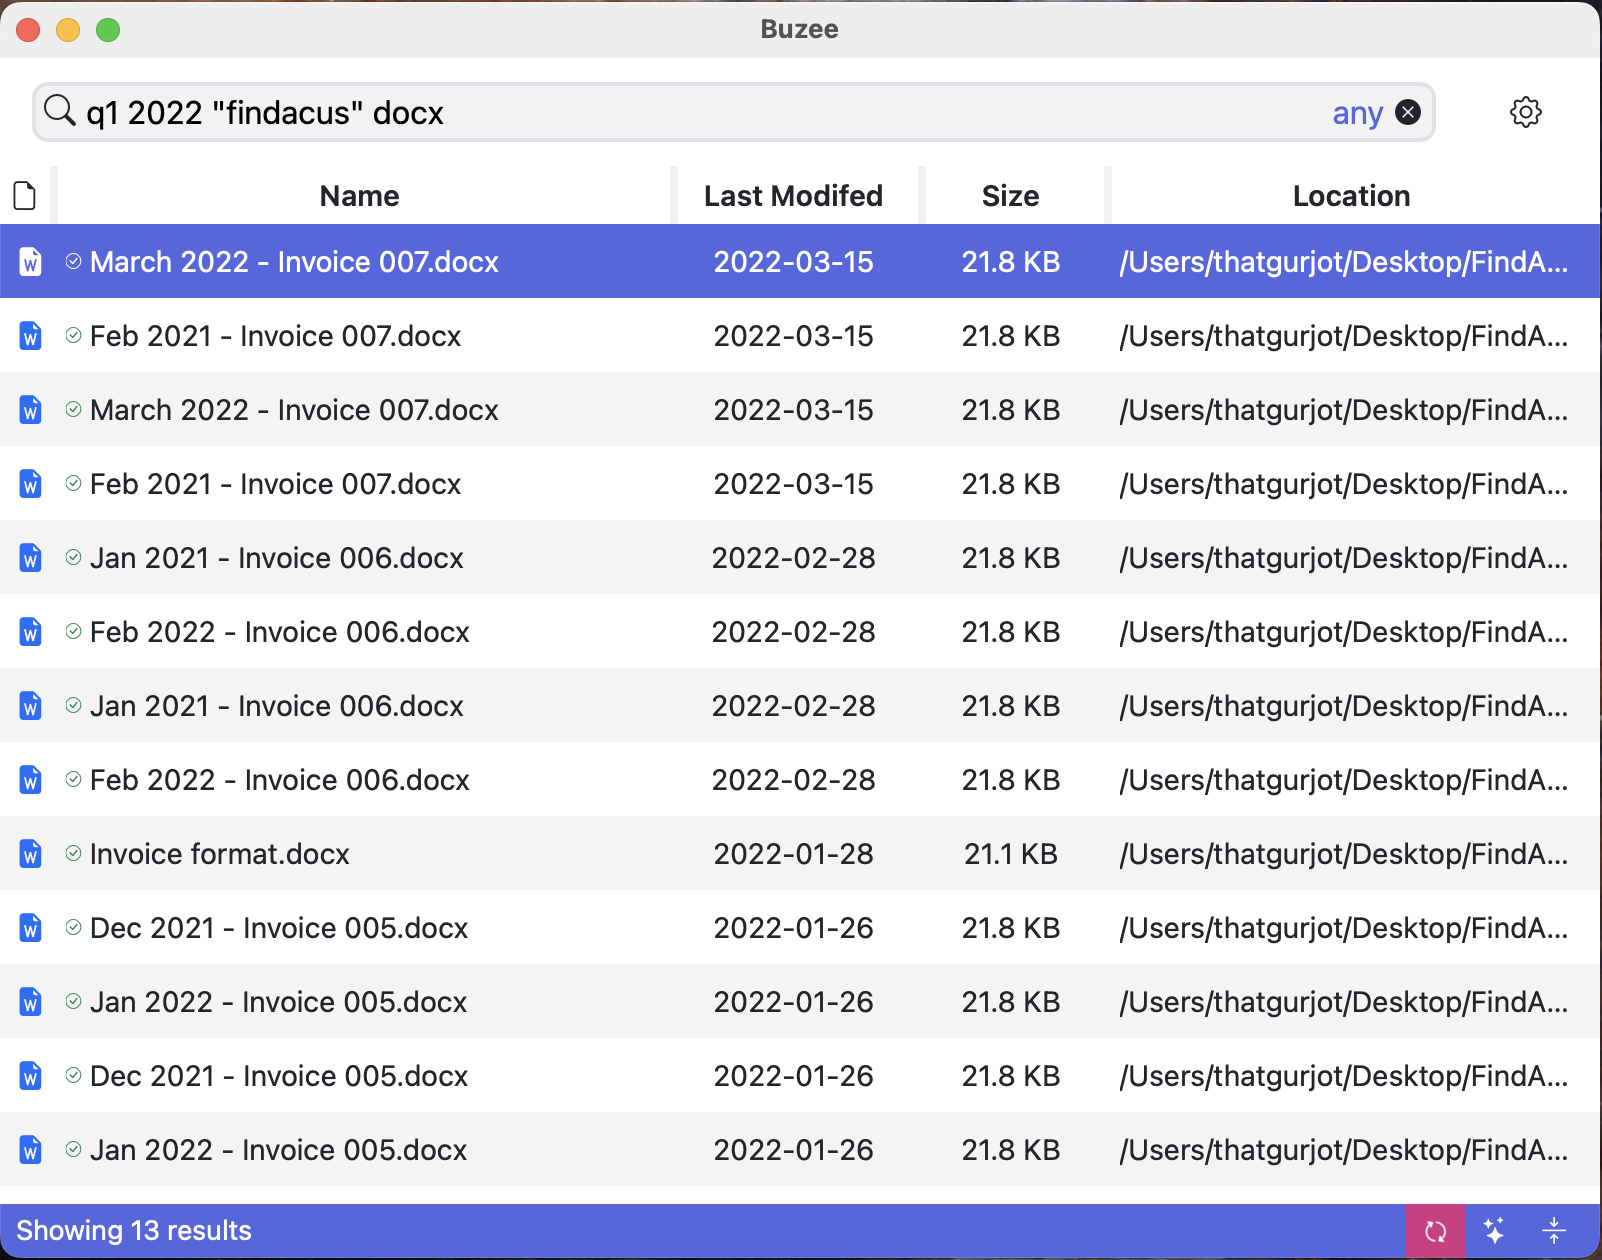 Buzee
q1 2022 "findacus" docx any
Name Last Modifed Size Location
March 2022 - Invoice 007.docx 2022-03-15 21.8 KB /Users/thatgurjot/Desktop/FindA...
Feb 2021 - Invoice 007.docx 2022-03-15 21.8 KB /Users/thatgurjot/Desktop/FindA...
March 2022 - Invoice 007.docx 2022-03-15 21.8 KB /Users/thatgurjot/Desktop/FindA...
Feb 2021 - Invoice 007.docx 2022-03-15 21.8 KB /Users/thatgurjot/Desktop/FindA...
Jan 2021 - Invoice 006.docx 2022-02-28 21.8 KB /Users/thatgurjot/Desktop/FindA...
Feb 2022 - Invoice 006.docx 2022-02-28 21.8 KB /Users/thatgurjot/Desktop/FindA...
Jan 2021 - Invoice 006.docx 2022-02-28 21.8 KB /Users/thatgurjot/Desktop/FindA...
Feb 2022 - Invoice 006.docx 2022-02-28 21.8 KB /Users/thatgurjot/Desktop/FindA...
Invoice format.docx 2022-01-28 21.1 KB /Users/thatgurjot/Desktop/FindA...
Dec 2021 - Invoice 005.docx 2022-01-26 21.8 KB /Users/thatgurjot/Desktop/FindA...
Jan 2022 - Invoice 005.docx 2022-01-26 21.8 KB /Users/thatgurjot/Desktop/FindA...
Dec 2021 - Invoice 005.docx 2022-01-26 21.8 KB /Users/thatgurjot/Desktop/FindA...
Jan 2022 - Invoice 005.docx 2022-01-26 21.8 KB /Users/thatgurjot/Desktop/FindA...
Showing 13 results